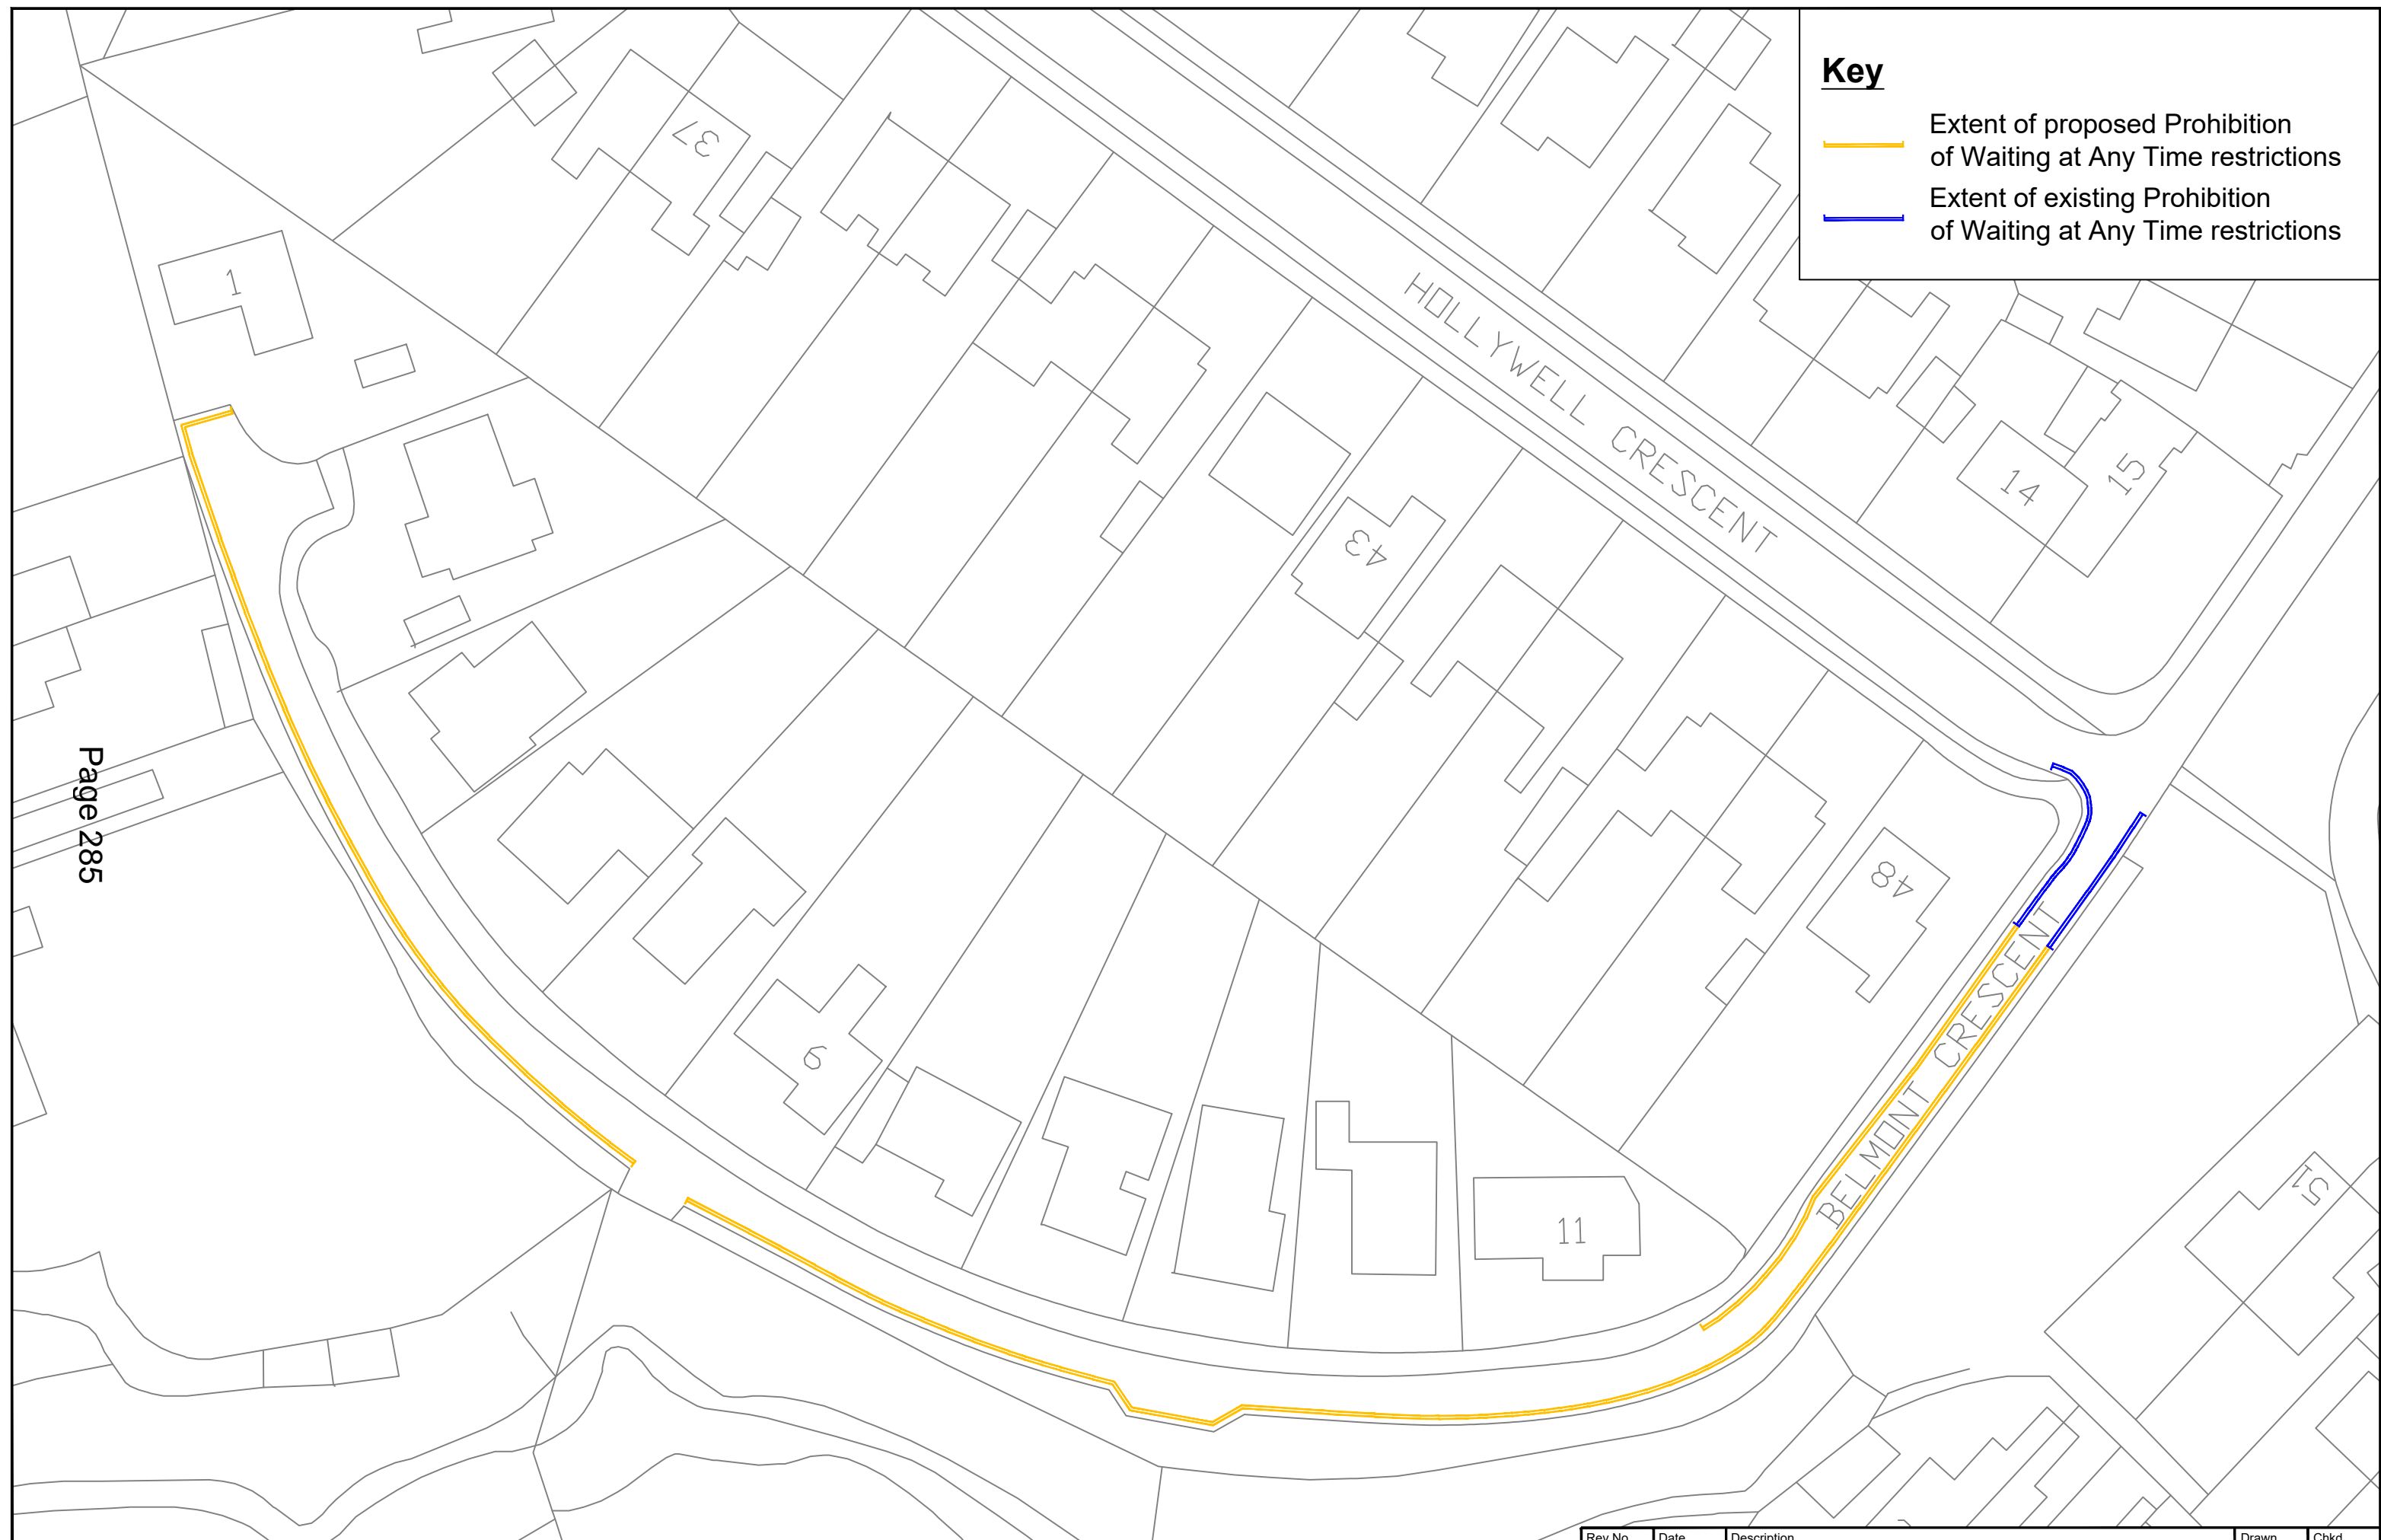 Key
Extent of proposed Prohibition
of Waiting at Any Time restrictions
Extent of existing Prohibition
of Waiting at Any Time restrictions
37
1
HOLLYWELL CRESCENT
43
14
15
48
6
11
BELMONT CRESCENT
51
Page 285
Rev No. Date Description Drawn Chkd